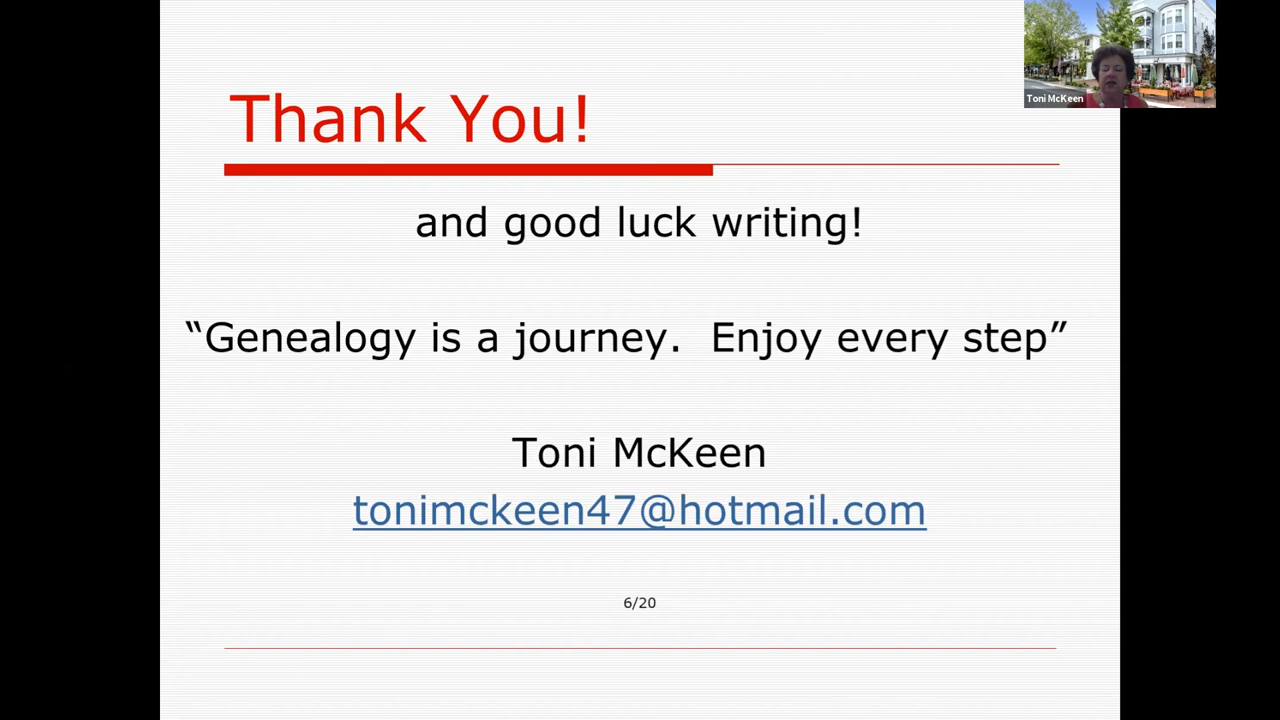 Thank You!
Toni McKeen
and good luck writing!
“Genealogy is a journey.  Enjoy every step”
Toni McKeen
tonimckeen47@hotmail.com
6/20